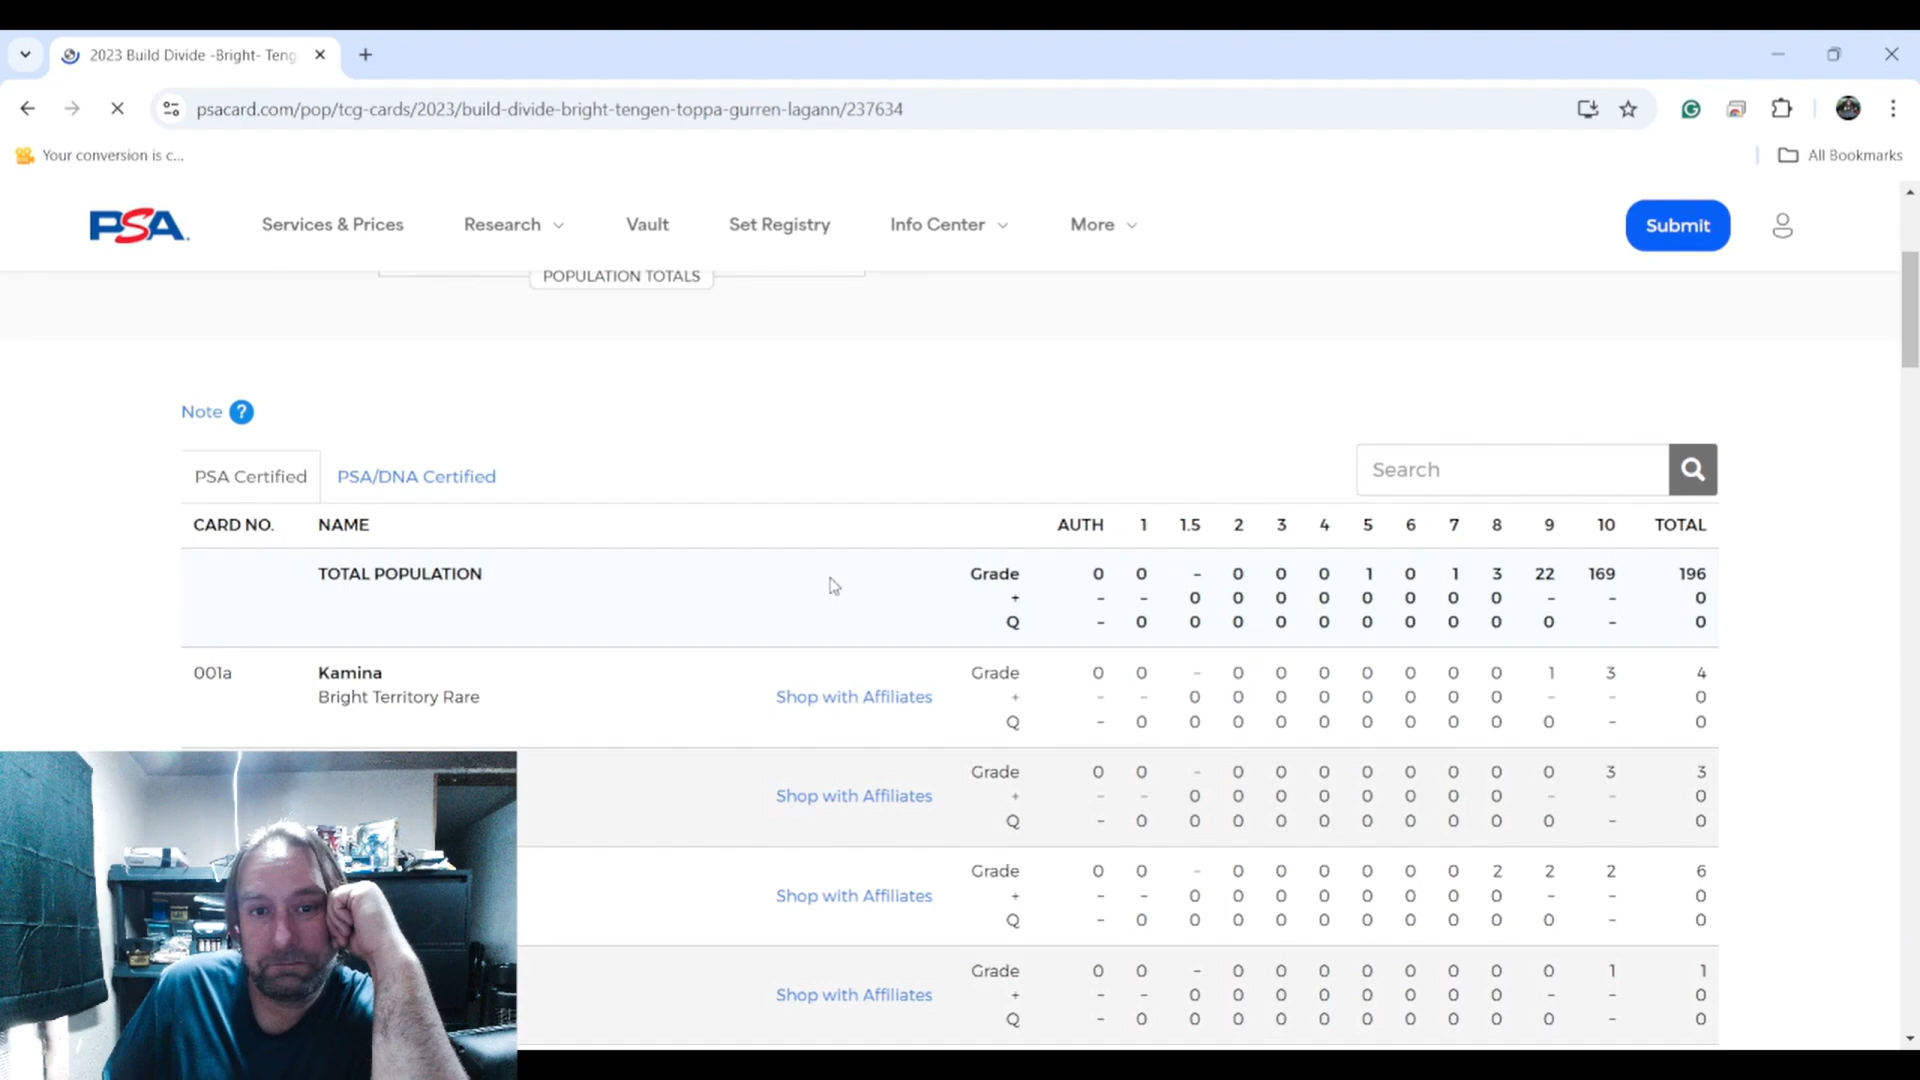 2023 Build Divide -Bright- Teng
psacard.com/pop/tcg-cards/2023/build-divide-bright-tengen-toppa-gurren-lagann/237634
Your conversion is c...
All Bookmarks
PSA Services & Prices Research Vault Set Registry Info Center More Submit
POPULATION TOTALS
Note ?
PSA Certified PSA/DNA Certified Search
CARD NO. NAME AUTH 1 1.5 2 3 4 5 6 7 8 9 10 TOTAL
TOTAL POPULATION Grade 0 0 - 0 0 0 1 0 1 3 22 169 196
+ - - 0 0 0 0 0 0 0 0 - - 0
Q - 0 0 0 0 0 0 0 0 0 0 - 0
001a Kamina Grade 0 0 - 0 0 0 0 0 0 0 1 3 4
Bright Territory Rare Shop with Affiliates + - - 0 0 0 0 0 0 0 0 - - 0
Q - 0 0 0 0 0 0 0 0 0 0 - 0
Grade 0 0 - 0 0 0 0 0 0 0 0 3 3
Shop with Affiliates + - - 0 0 0 0 0 0 0 0 - - 0
Q - 0 0 0 0 0 0 0 0 0 0 - 0
Grade 0 0 - 0 0 0 0 0 0 2 2 2 6
Shop with Affiliates + - - 0 0 0 0 0 0 0 0 - - 0
Q - 0 0 0 0 0 0 0 0 0 0 - 0
Grade 0 0 - 0 0 0 0 0 0 0 0 1 1
Shop with Affiliates + - - 0 0 0 0 0 0 0 0 - - 0
Q - 0 0 0 0 0 0 0 0 0 0 - 0